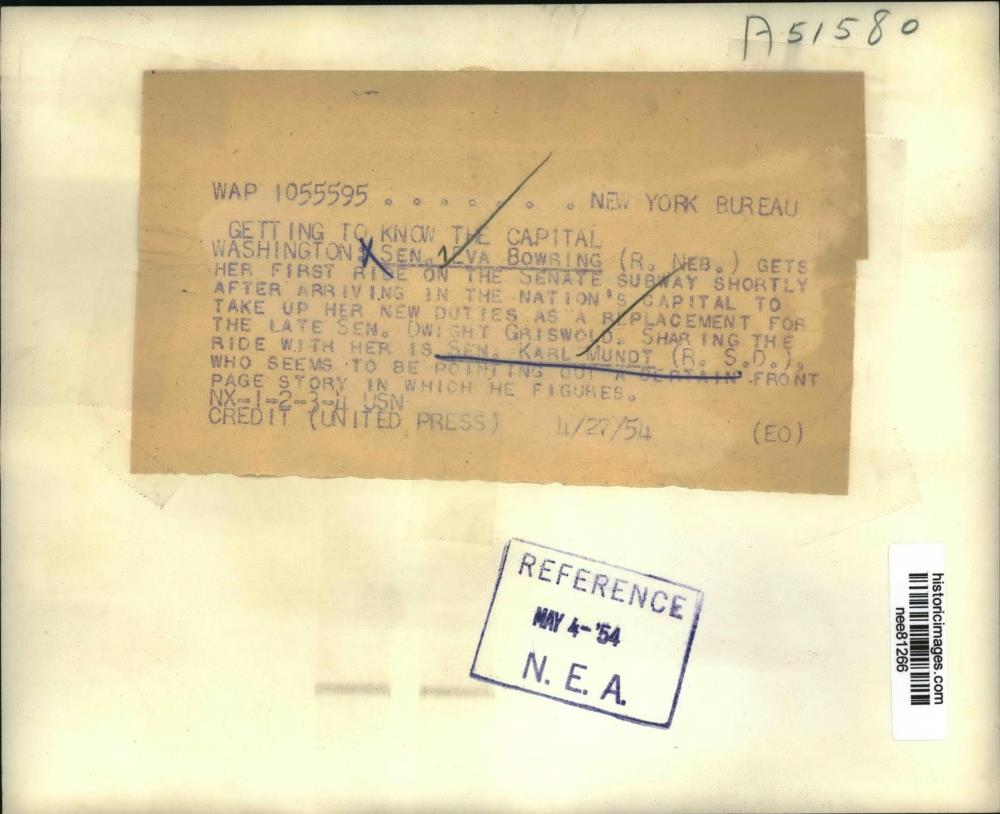 A51580
WAP 1055595 . . . . . . . . NEW YORK BUREAU
GETTING TO KNOW THE CAPITAL
WASHINGTON: SEN. EVA BOWRING (R. NEB.) GETS
HER FIRST RIDE ON THE SENATE SUBWAY SHORTLY
AFTER ARRIVING IN THE NATION'S CAPITAL TO
TAKE UP HER NEW DUTIES AS A REPLACEMENT FOR
THE LATE SEN. DWIGHT GRISWOLD. SHARING THE
RIDE WITH HER IS SEN. KARL MUNDT (R. S.D.),
WHO SEEMS TO BE POINTING OUT A CERTAIN FRONT
PAGE STORY IN WHICH HE FIGURES.
NX-1-2-3-4 USN
CREDIT (UNITED PRESS) 4/27/54 (EO)
REFERENCE
MAY 4-'54
N. E. A.
historicimages.com
nee81266